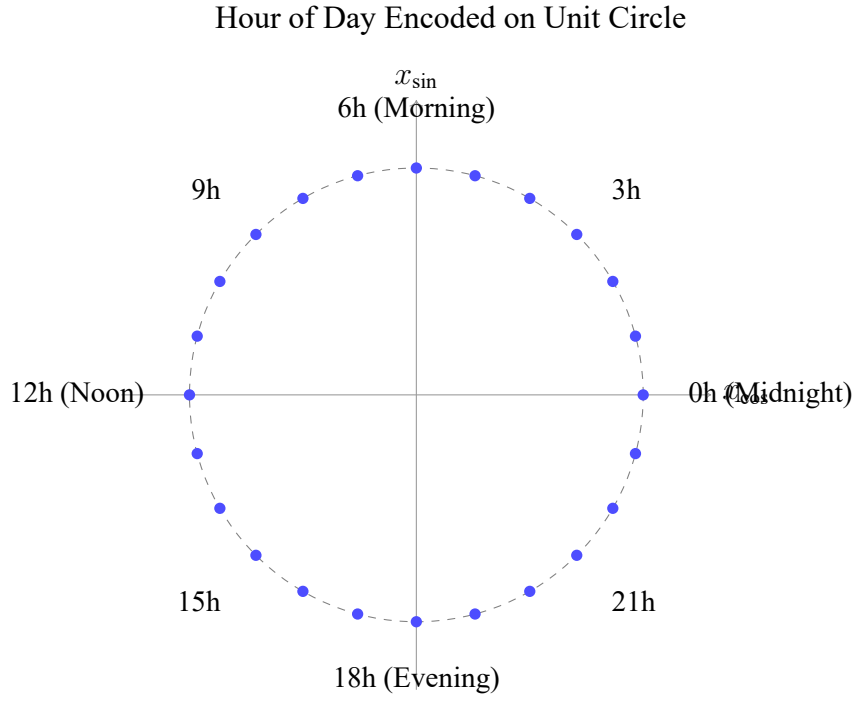 Hour of Day Encoded on Unit Circle
x_sin
6h (Morning)
9h
3h
12h (Noon)
0h (Midnight)
x_cos
15h
21h
18h (Evening)